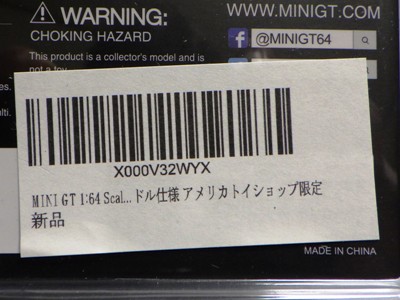 WARNING:
WWW.MINIGT.COM
CHOKING HAZARD
@MINIGT64
This product is a collector's model and is
not a toy.
X000V32WYX
MINI GT 1:64 Scal...ドル仕様 アメリカトイショップ限定
新品
MADE IN CHINA